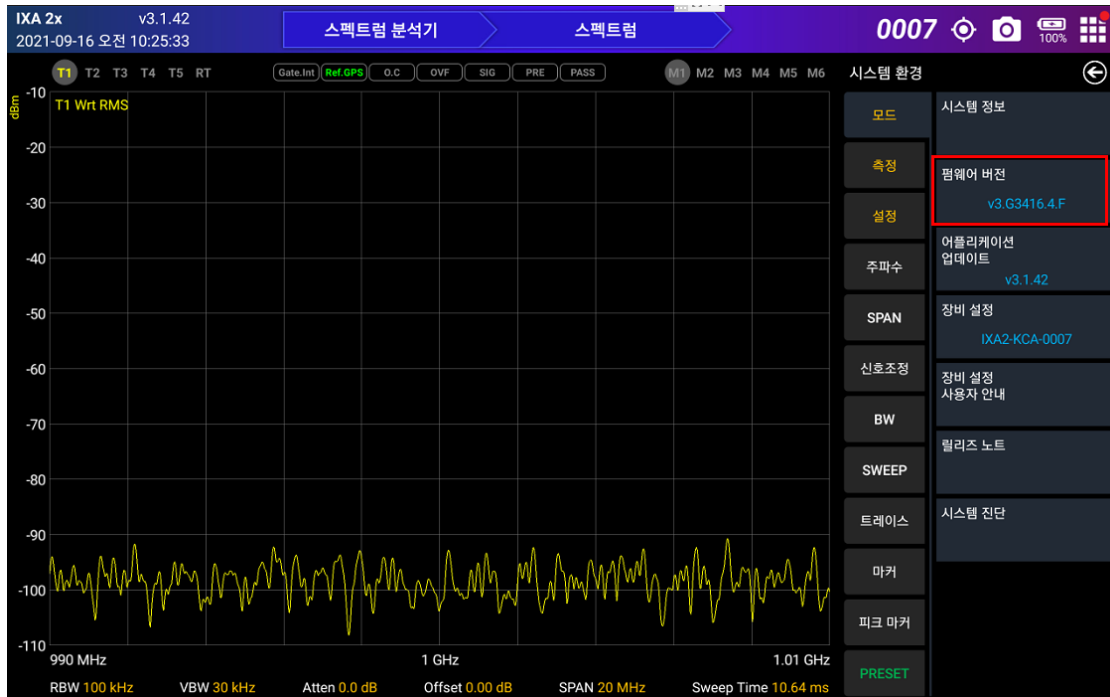 IXA 2x v3.1.42
2021-09-16 오전 10:25:33
스펙트럼 분석기
스펙트럼
0007
100%
T1 T2 T3 T4 T5 RT
Gate.Int Ref.GPS O.C OVF SIG PRE PASS
M1 M2 M3 M4 M5 M6
dBm
T1 Wrt RMS
-10
-20
-30
-40
-50
-60
-70
-80
-90
-100
-110
990 MHz 1 GHz 1.01 GHz
RBW 100 kHz VBW 30 kHz Atten 0.0 dB Offset 0.00 dB SPAN 20 MHz Sweep Time 10.64 ms
시스템 환경
모드
측정
설정
주파수
SPAN
신호조정
BW
SWEEP
트레이스
마커
피크 마커
PRESET
시스템 정보
펌웨어 버전
v3.G3416.4.F
어플리케이션
업데이트
v3.1.42
장비 설정
IXA2-KCA-0007
장비 설정
사용자 안내
릴리즈 노트
시스템 진단